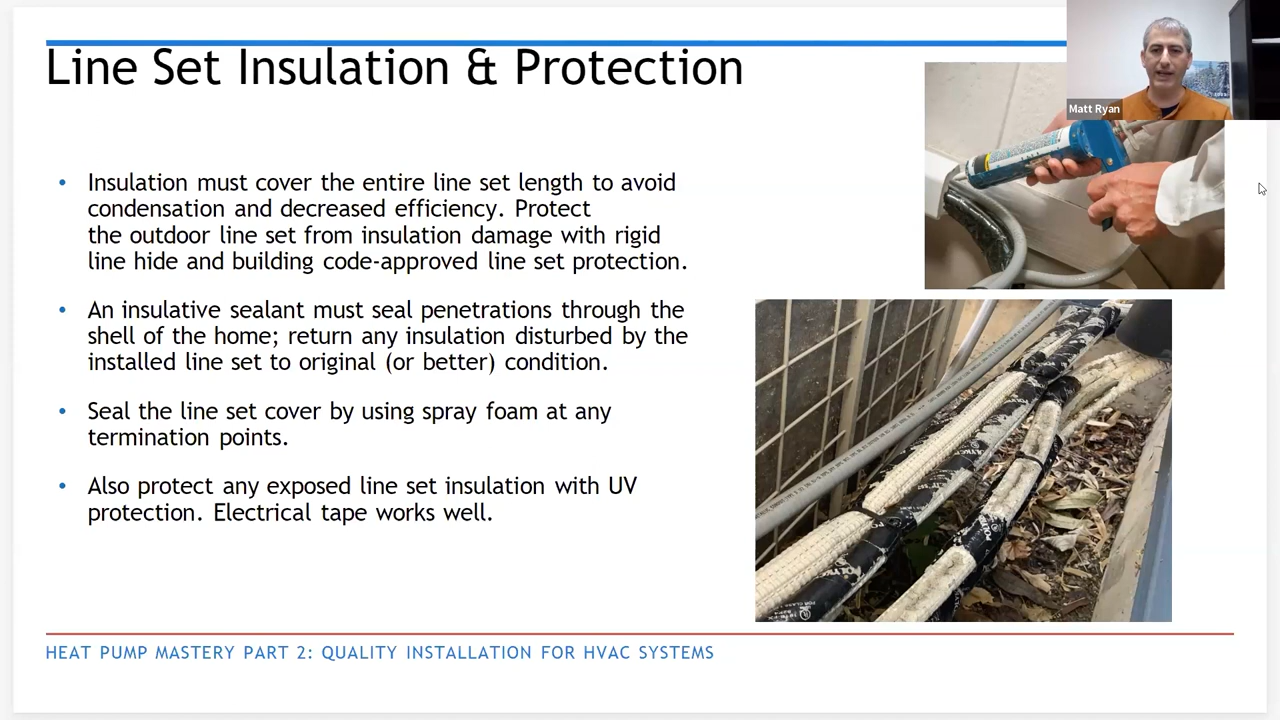 Line Set Insulation & Protection
Matt Ryan
• Insulation must cover the entire line set length to avoid
condensation and decreased efficiency. Protect
the outdoor line set from insulation damage with rigid
line hide and building code-approved line set protection.
• An insulative sealant must seal penetrations through the
shell of the home; return any insulation disturbed by the
installed line set to original (or better) condition.
• Seal the line set cover by using spray foam at any
termination points.
• Also protect any exposed line set insulation with UV
protection. Electrical tape works well.
HEAT PUMP MASTERY PART 2: QUALITY INSTALLATION FOR HVAC SYSTEMS